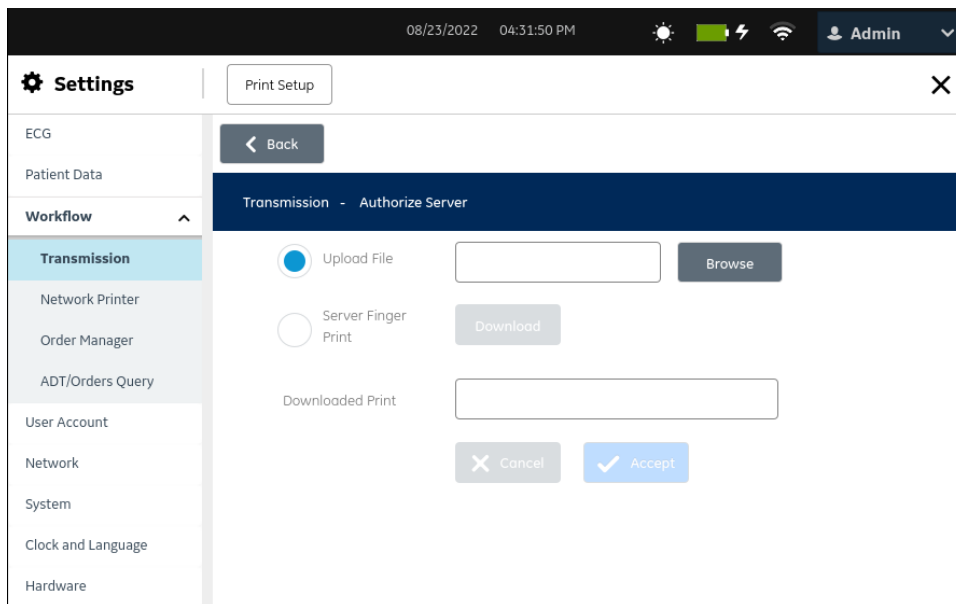 08/23/2022 04:31:50 PM Admin
Settings
Print Setup
ECG
Patient Data
Workflow
Transmission
Network Printer
Order Manager
ADT/Orders Query
User Account
Network
System
Clock and Language
Hardware
Back
Transmission - Authorize Server
Upload File
Browse
Server Finger
Print
Download
Downloaded Print
Cancel
Accept